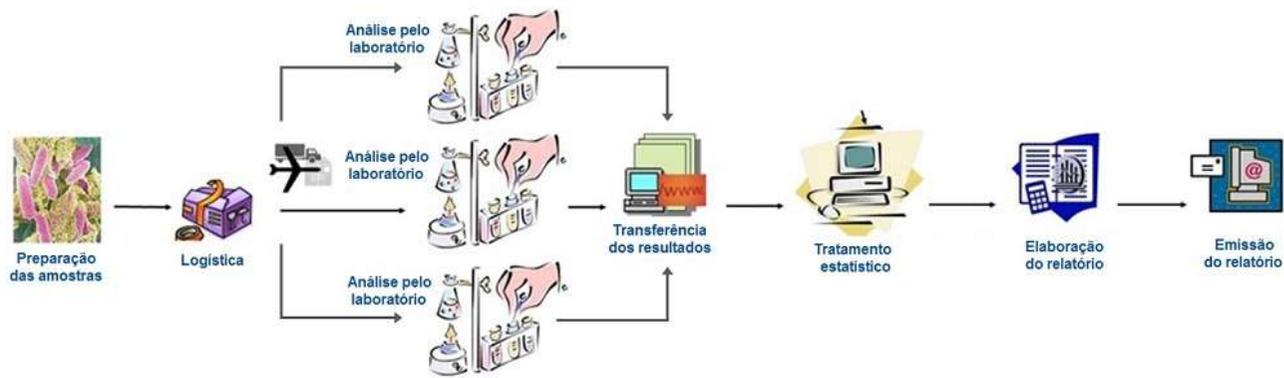 Preparação
das amostras
Logística
Análise pelo
laboratório
Análise pelo
laboratório
Análise pelo
laboratório
www
Transferência
dos resultados
Tratamento
estatístico
Elaboração
do relatório
@
Emissão
do relatório